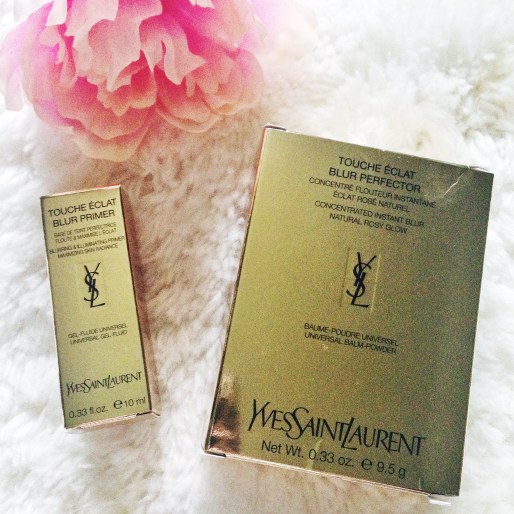 TOUCHE ÉCLAT
BLUR PRIMER
BASE DE TEINT PERFECTRICE
FLOUTE & MAXIMISE L'ÉCLAT
BLURRING & ILLUMINATING PRIMER
MAXIMIZING SKIN RADIANCE
YSL
GEL-FLUIDE UNIVERSEL
UNIVERSAL GEL-FLUID
YVESSAINTLAURENT
0.33 fl.oz. e 10 ml
TOUCHE ÉCLAT
BLUR PERFECTOR
CONCENTRÉ FLOUTEUR INSTANTANÉ
ÉCLAT ROSÉ NATUREL
CONCENTRATED INSTANT BLUR
NATURAL ROSY GLOW
YSL
BAUME-POUDRE UNIVERSEL
UNIVERSAL BALM-POWDER
YVESSAINTLAURENT
Net Wt. 0.33 oz. e 9.5 g